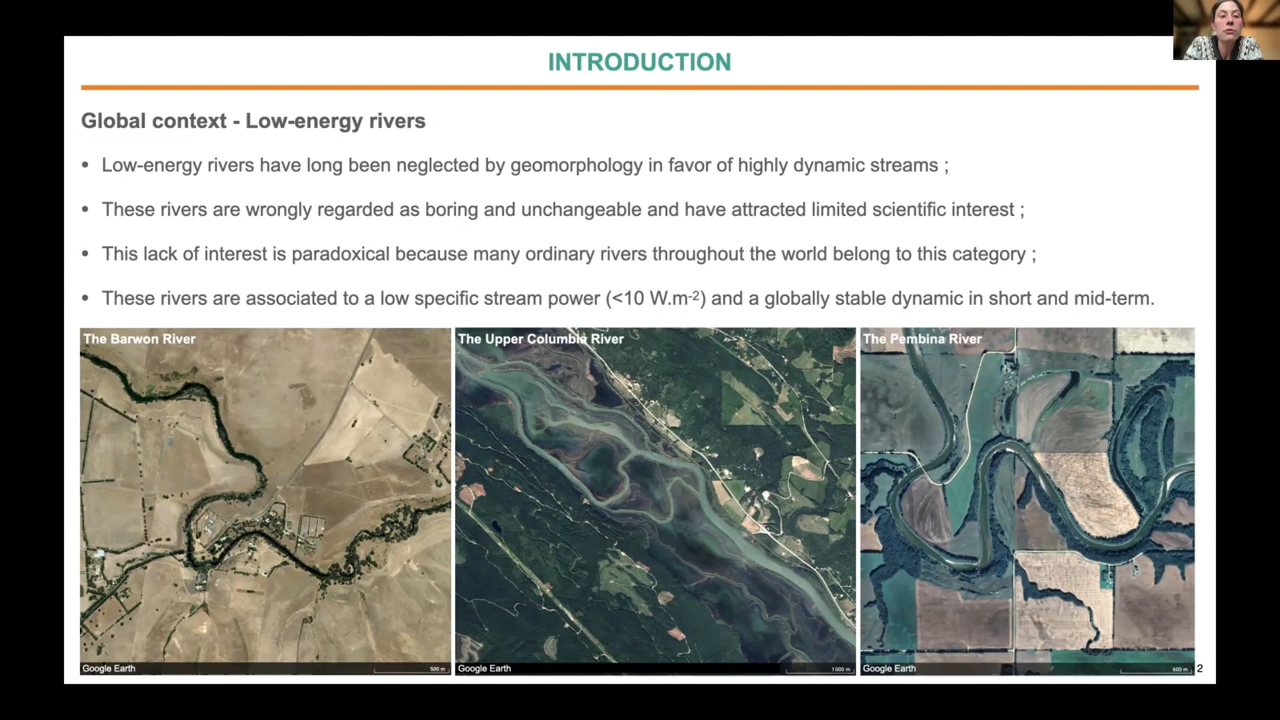 INTRODUCTION
Global context - Low-energy rivers
• Low-energy rivers have long been neglected by geomorphology in favor of highly dynamic streams ;
• These rivers are wrongly regarded as boring and unchangeable and have attracted limited scientific interest ;
• This lack of interest is paradoxical because many ordinary rivers throughout the world belong to this category ;
• These rivers are associated to a low specific stream power (<10 W.m-2) and a globally stable dynamic in short and mid-term.
The Barwon River
The Upper Columbia River
The Pembina River
Google Earth
500 m
Google Earth
1 000 m
Google Earth
600 m
2